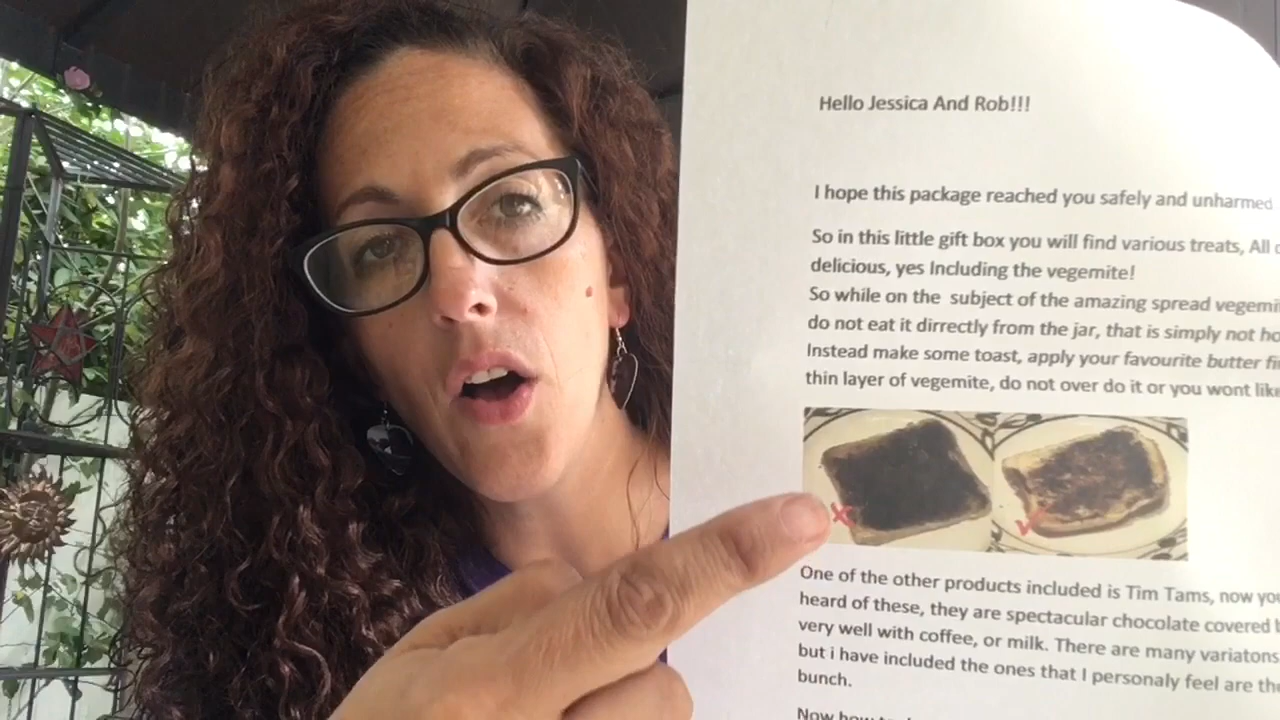 Hello Jessica And Rob!!!
I hope this package reached you safely and unharmed
So in this little gift box you will find various treats, All
delicious, yes Including the vegemite!
So while on the subject of the amazing spread
do not eat it dirrectly from the jar, that is simply not
Instead make some toast, apply your favourite butter
thin layer of vegemite, do not over do it or you wont
One of the other products included is Tim Tams, now
heard of these, they are spectacular chocolate covered
very well with coffee, or milk. There are many variatons
but i have included the ones that I personaly feel are
bunch.
Now